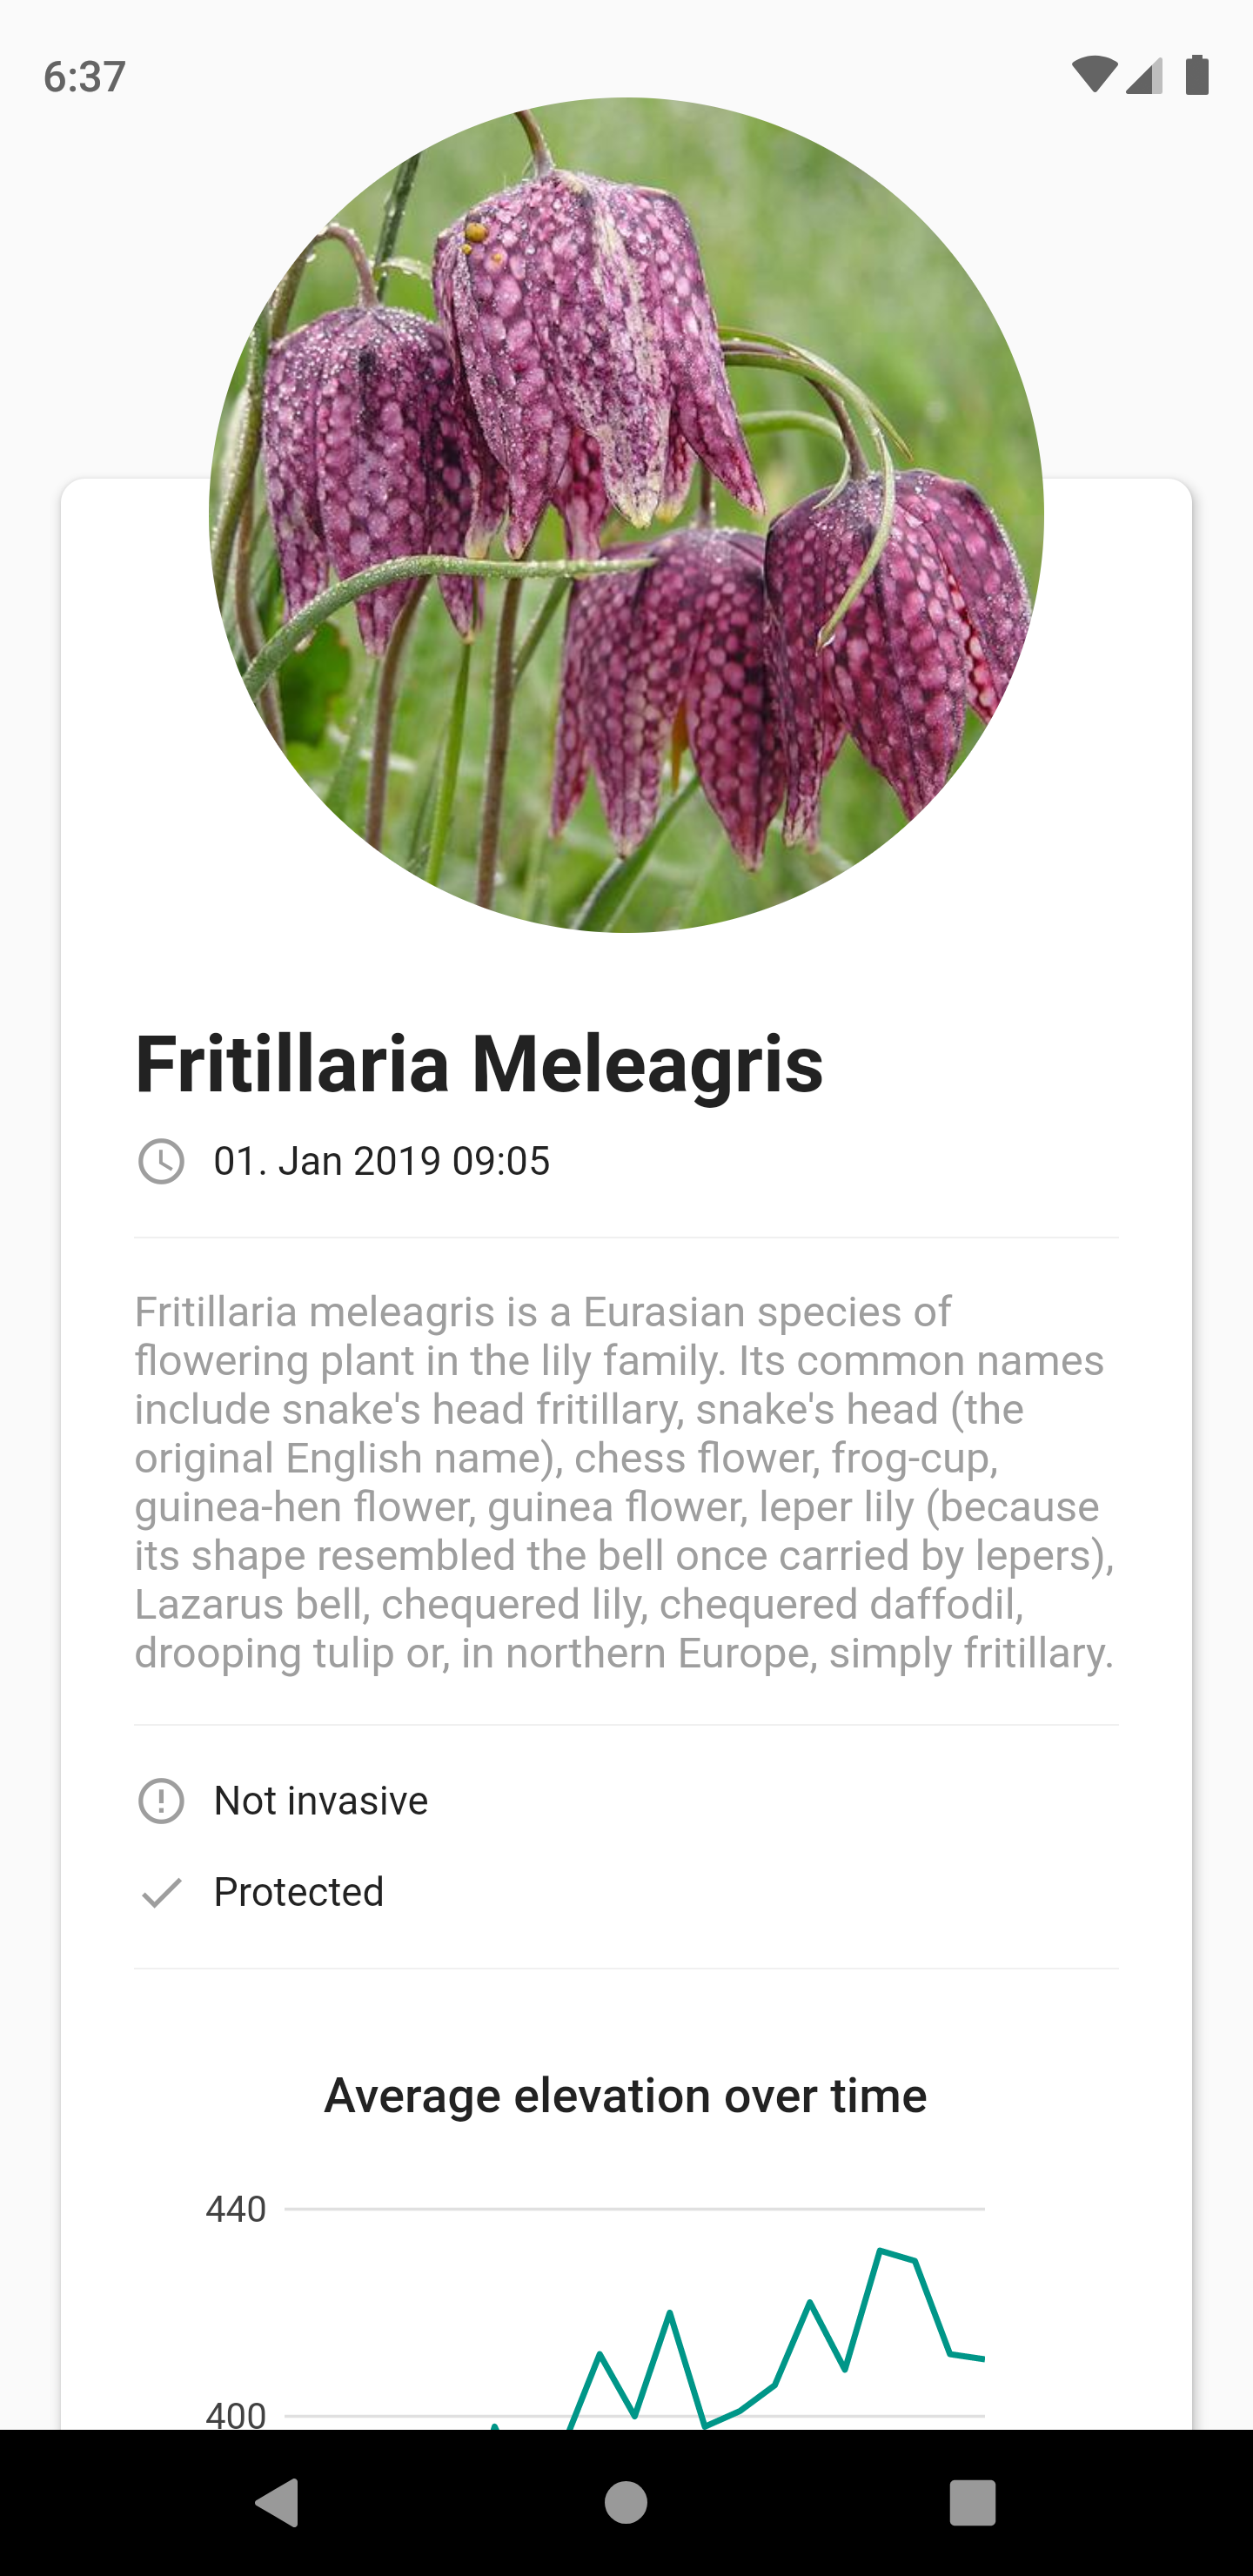 6:37
Fritillaria Meleagris
01. Jan 2019 09:05
Fritillaria meleagris is a Eurasian species of
flowering plant in the lily family. Its common names
include snake's head fritillary, snake's head (the
original English name), chess flower, frog-cup,
guinea-hen flower, guinea flower, leper lily (because
its shape resembled the bell once carried by lepers),
Lazarus bell, chequered lily, chequered daffodil,
drooping tulip or, in northern Europe, simply fritillary.
Not invasive
Protected
Average elevation over time
440
400